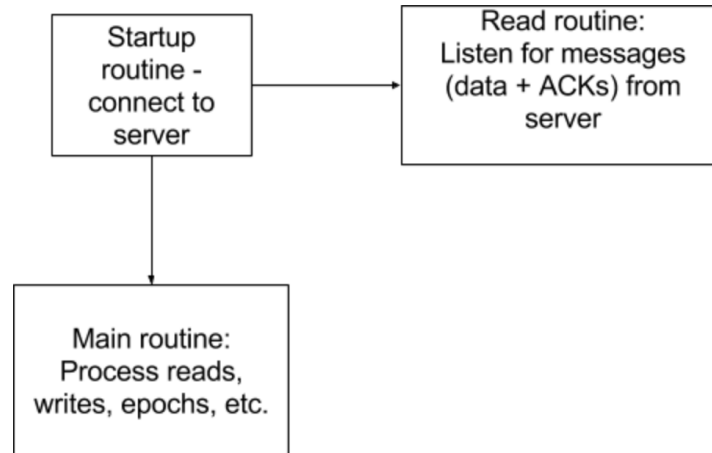 Startup
routine -
connect to
server
Read routine:
Listen for messages
(data + ACKs) from
server
Main routine:
Process reads,
writes, epochs, etc.